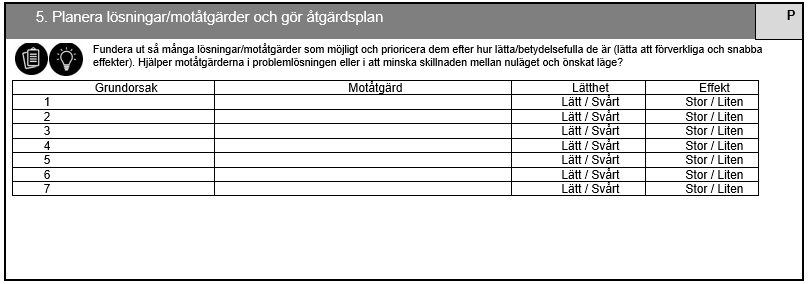 5. Planera lösningar/motåtgärder och gör åtgärdsplan P
Fundera ut så många lösningar/motåtgärder som möjligt och prioricera dem efter hur lätta/betydelsefulla de är (lätta att förverkliga och snabba
effekter). Hjälper motåtgärderna i problemlösningen eller i att minska skillnaden mellan nuläget och önskat läge?
Grundorsak Motåtgärd Lätthet Effekt
1 Lätt / Svårt Stor / Liten
2 Lätt / Svårt Stor / Liten
3 Lätt / Svårt Stor / Liten
4 Lätt / Svårt Stor / Liten
5 Lätt / Svårt Stor / Liten
6 Lätt / Svårt Stor / Liten
7 Lätt / Svårt Stor / Liten